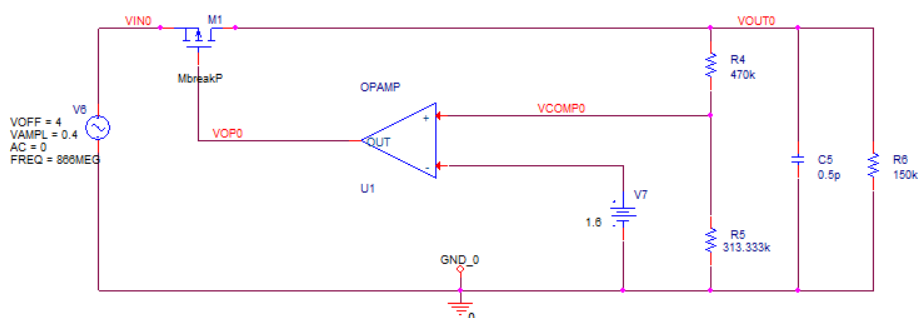 VIN0
M1
VOUT0
MbreakP
R4
470k
OPAMP
V6
VOFF = 4
VAMPL = 0.4
AC = 0
FREQ = 866MEG
VCOMP0
+
VOP0
OUT
-
U1
C5
0.5p
R6
150k
V7
1.6
R5
313.333k
GND_0
0